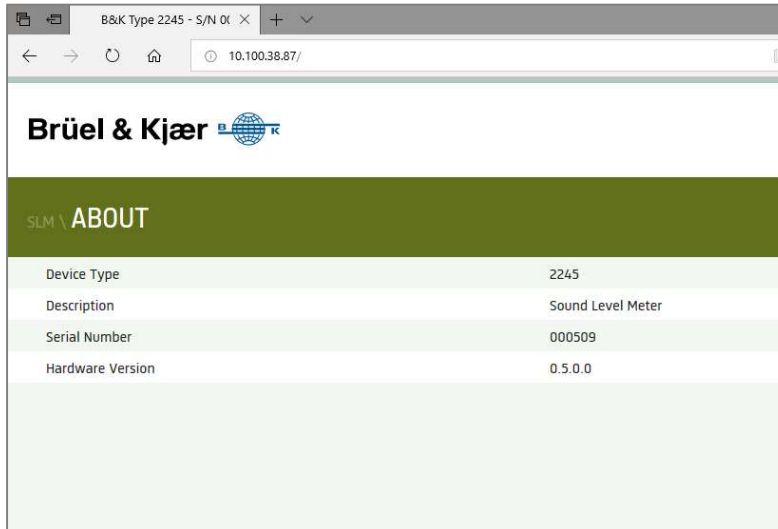 B&K Type 2245 - S/N 0(
10.100.38.87/
Brüel & Kjær B K
SLM \ ABOUT
Device Type 2245
Description Sound Level Meter
Serial Number 000509
Hardware Version 0.5.0.0